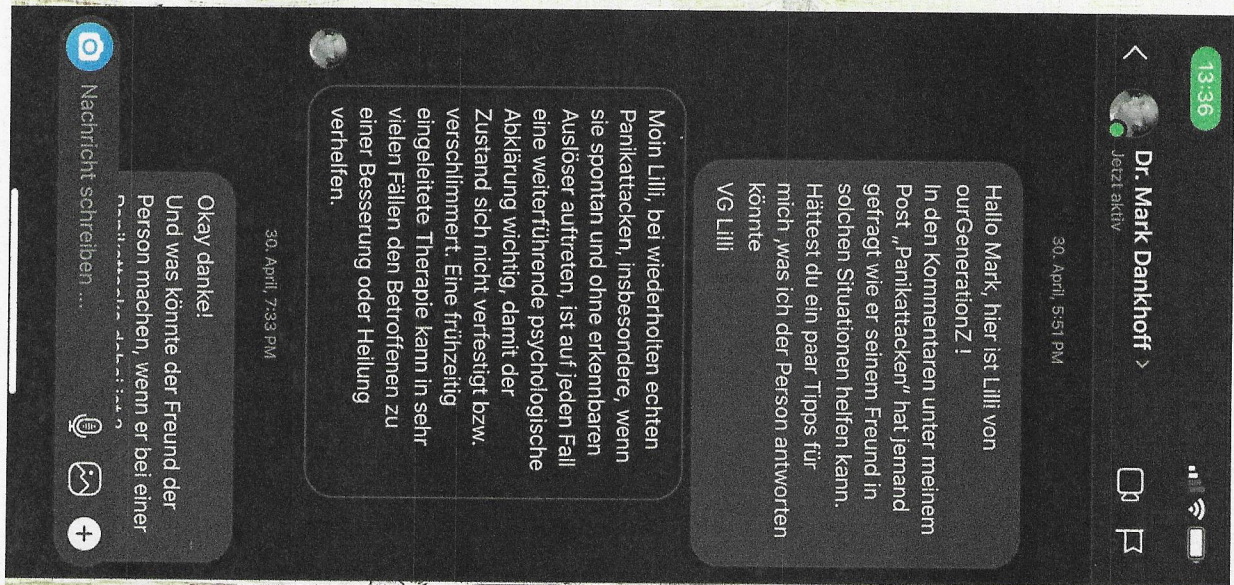 13:36
Dr. Mark Dankhoff >
Jetzt aktiv
30. April, 5:51 PM
Hallo Mark, hier ist Lilli von
ourGenerationZ !
In den Kommentaren unter meinem
Post „Panikattacken" hat jemand
gefragt wie er seinem Freund in
solchen Situationen helfen kann.
Hättest du ein paar Tipps für
mich ,was ich der Person antworten
könnte
VG Lilli
Moin Lilli, bei wiederholten echten
Panikattacken, insbesondere, wenn
sie spontan und ohne erkennbaren
Auslöser auftreten, ist auf jeden Fall
eine weiterführende psychologische
Abklärung wichtig, damit der
Zustand sich nicht verfestigt bzw.
verschlimmert. Eine frühzeitig
eingeleitete Therapie kann in sehr
vielen Fällen den Betroffenen zu
einer Besserung oder Heilung
verhelfen.
30. April, 7:33 PM
Okay danke!
Und was könnte der Freund der
Person machen, wenn er bei einer
Nachricht schreiben ...